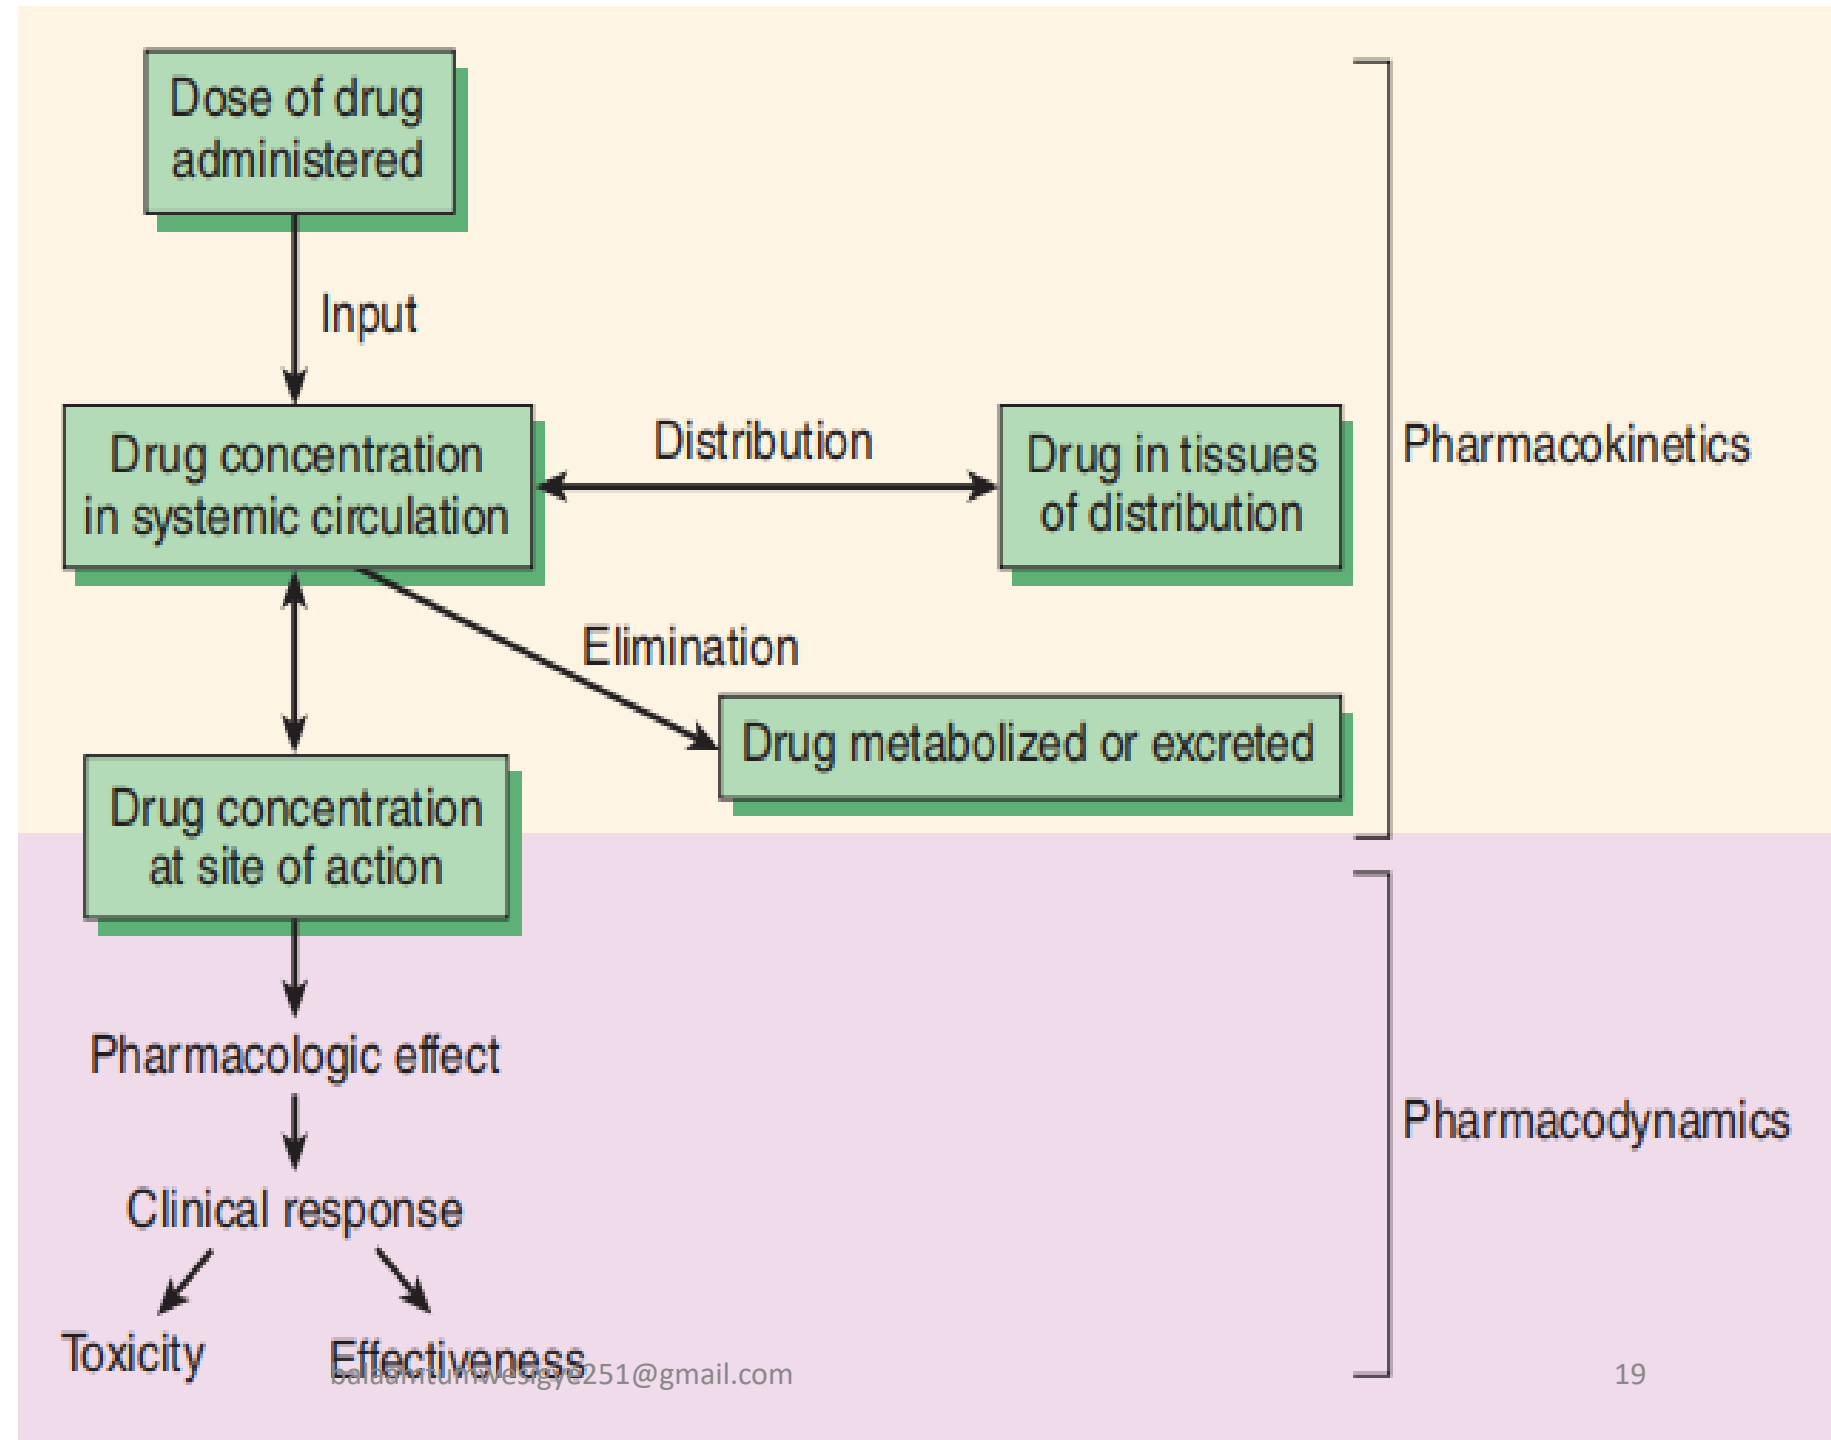 Dose of drug
administered
Input
Drug concentration
in systemic circulation
Distribution
Drug in tissues
of distribution
Pharmacokinetics
Elimination
Drug metabolized or excreted
Drug concentration
at site of action
Pharmacologic effect
Pharmacodynamics
Clinical response
Toxicity
Effectiveness
19